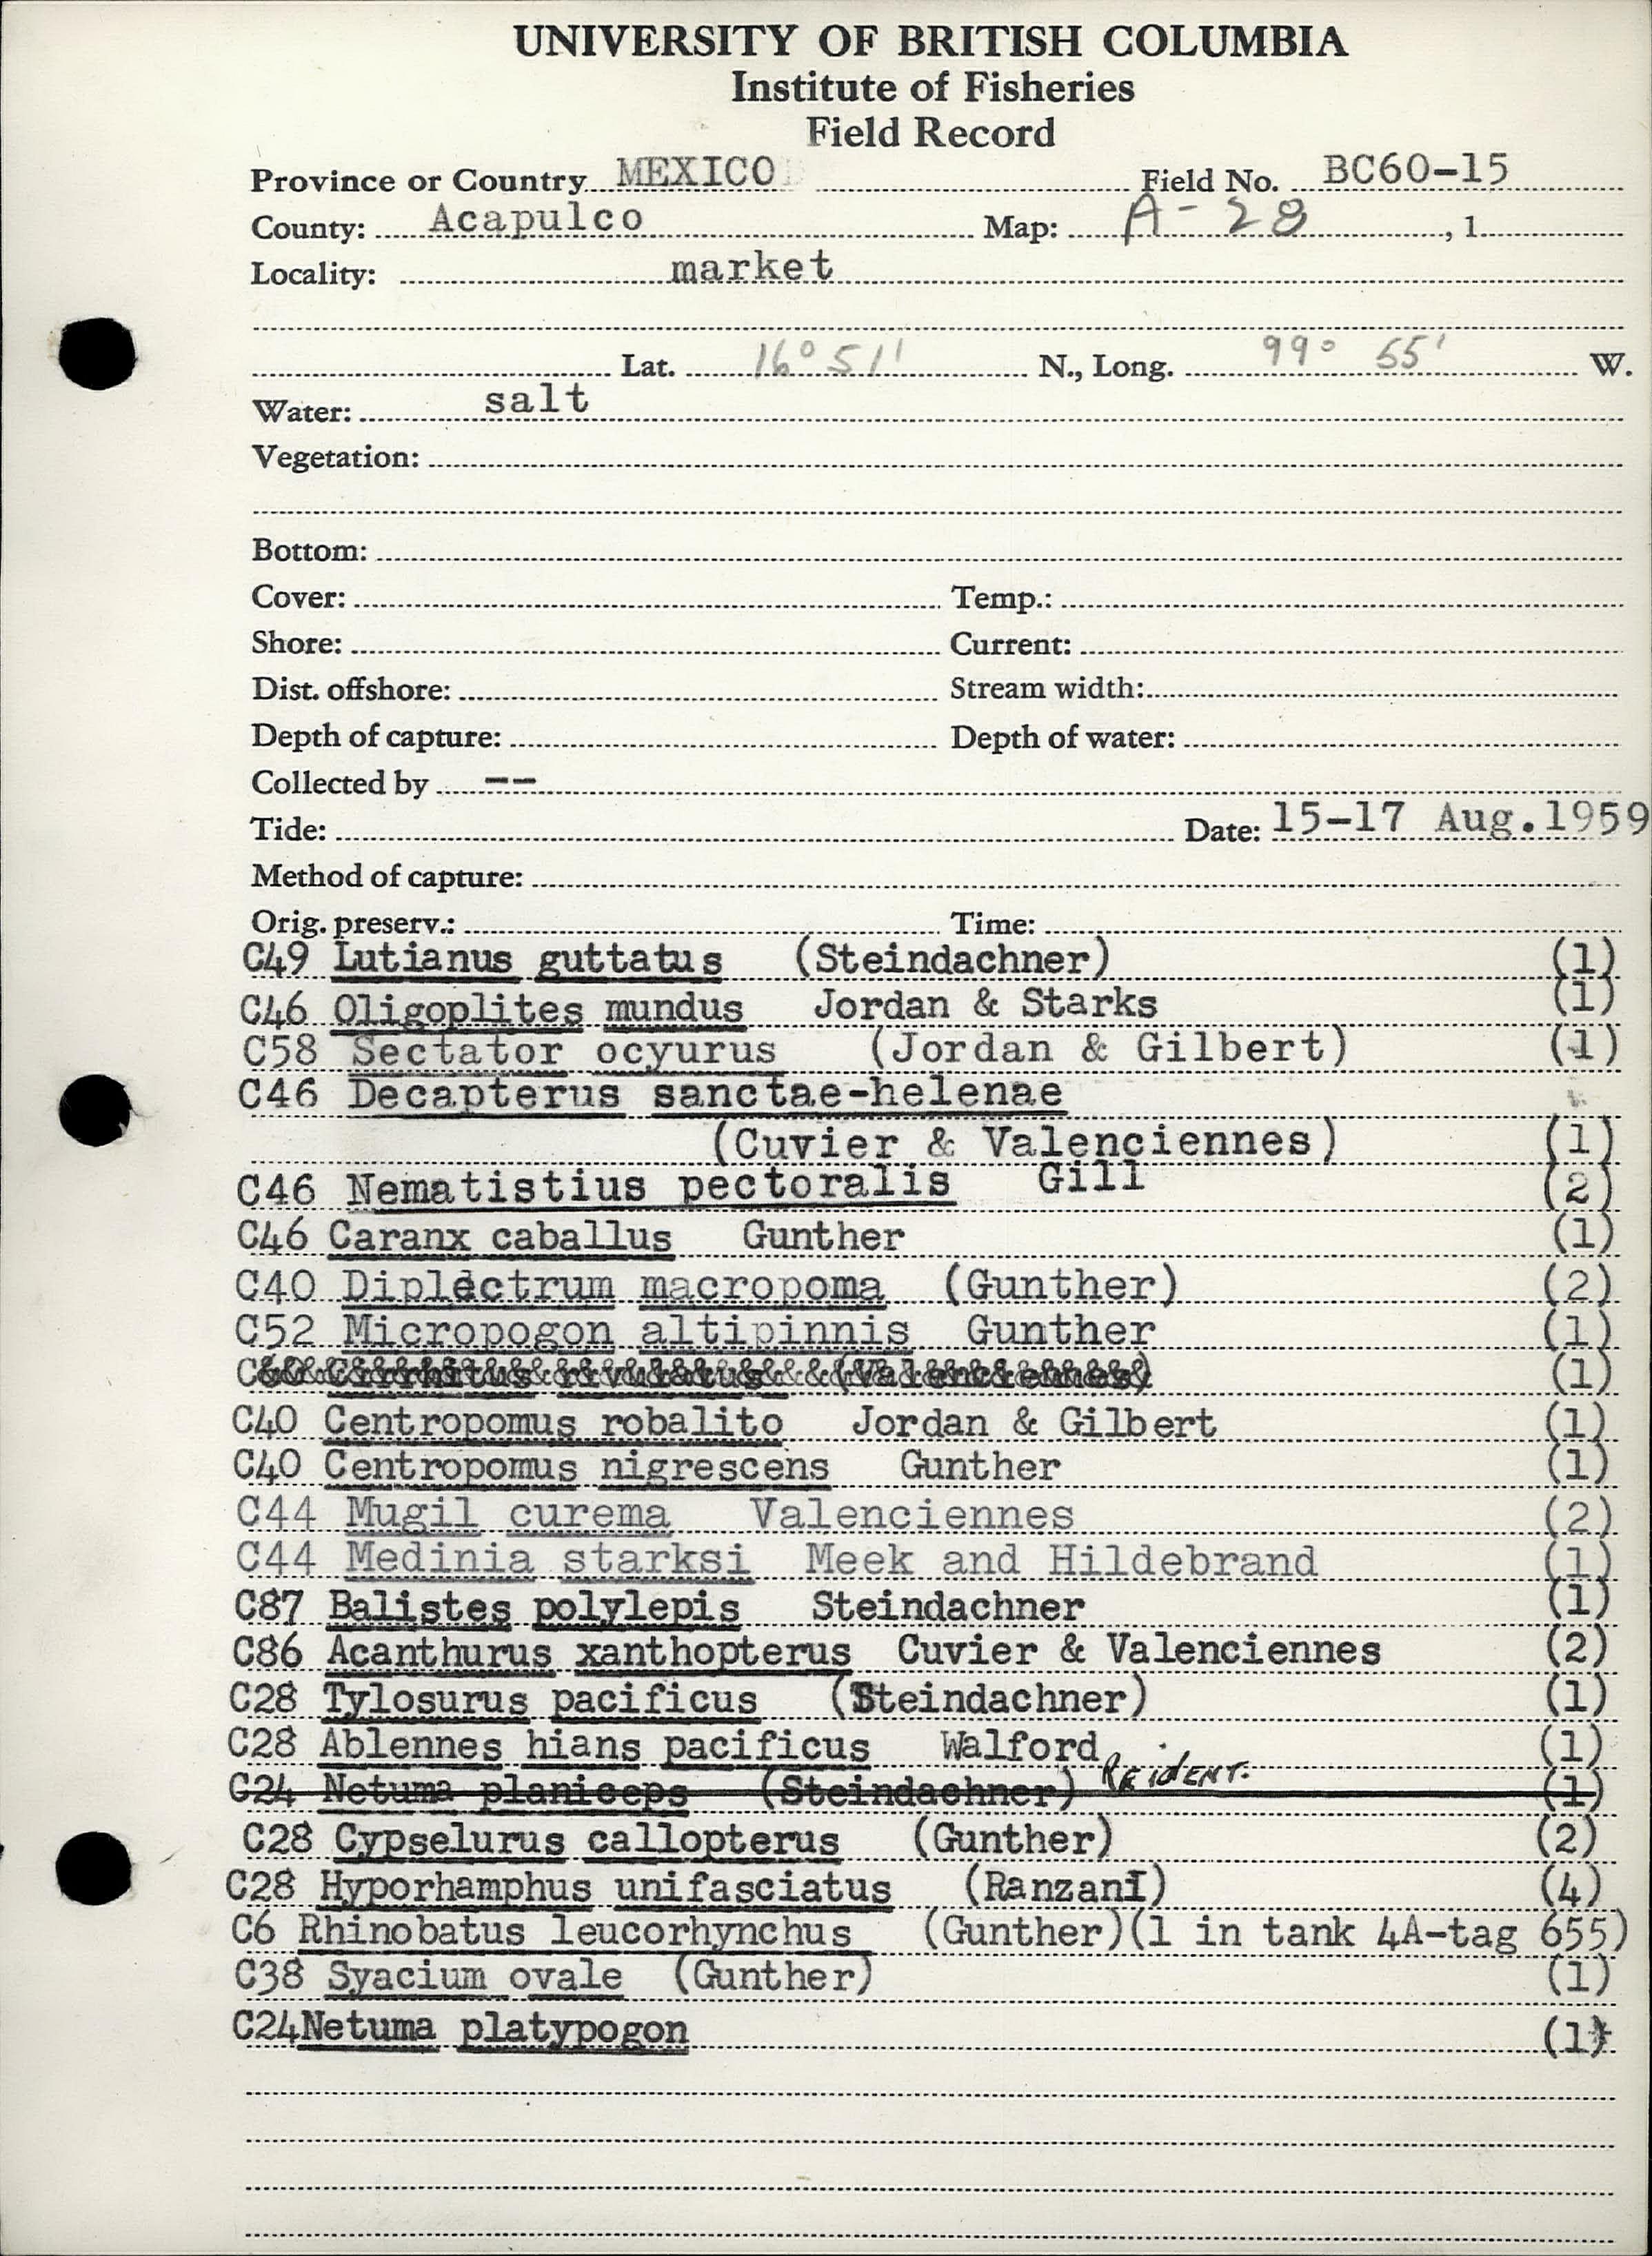 UNIVERSITY OF BRITISH COLUMBIA
Institute of Fisheries
Field Record
Province or Country MEXICO Field No. BC60-15
County: Acapulco Map: A-28, 1
Locality: market
Lat. 16° 51' N., Long. 99° 55' W.
Water: salt
Vegetation:
Bottom:
Cover: Temp.:
Shore: Current:
Dist. offshore: Stream width:
Depth of capture: Depth of water:
Collected by --
Tide: Date: 15-17 Aug.1959
Method of capture:
Orig. preserv.: Time:
C49 Lutianus guttatus (Steindachner) (1)
C46 Oligoplites mundus Jordan & Starks (1)
C58 Sectator ocyurus (Jordan & Gilbert) (1)
C46 Decapterus sanctae-helenae
(Cuvier & Valenciennes) (1)
C46 Nematistius pectoralis Gill (2)
C46 Caranx caballus Gunther (1)
C40 Diplectrum macropoma (Gunther) (2)
C52 Micropogon altipinnis Gunther (1)
Cirrhitus rivulatus (Valenciennes) (1)
C40 Centropomus robalito Jordan & Gilbert (1)
C40 Centropomus nigrescens Gunther (1)
C44 Mugil curema Valenciennes (2)
C44 Medinia starksi Meek and Hildebrand (1)
C87 Balistes polylepis Steindachner (1)
C86 Acanthurus xanthopterus Cuvier & Valenciennes (2)
C28 Tylosurus pacificus (Steindachner) (1)
C28 Ablennes hians pacificus Walford (1)
C24 Netuma planiceps (Steindachner) REIDENT. (1)
C28 Cypselurus callopterus (Gunther) (2)
C28 Hyporhamphus unifasciatus (RanzanI) (4)
C6 Rhinobatus leucorhynchus (Gunther)(1 in tank 4A-tag 655)
C38 Syacium ovale (Gunther) (1)
C24Netuma platypogon (1)